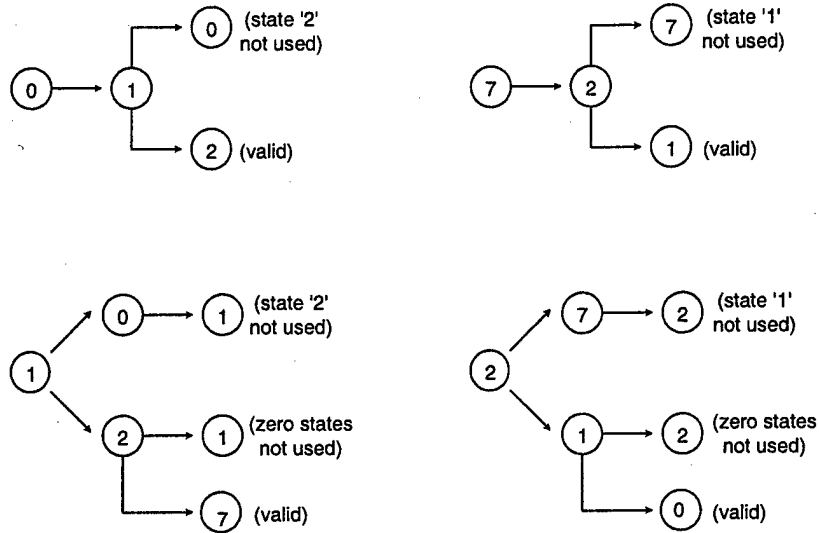 0 (state '2'
not used)
0 1
2 (valid)
7 (state '1'
not used)
7 2
1 (valid)
0 1 (state '2'
not used)
1
2 1 (zero states
not used)
7 (valid)
7 2 (state '1'
not used)
2
1 2 (zero states
not used)
0 (valid)